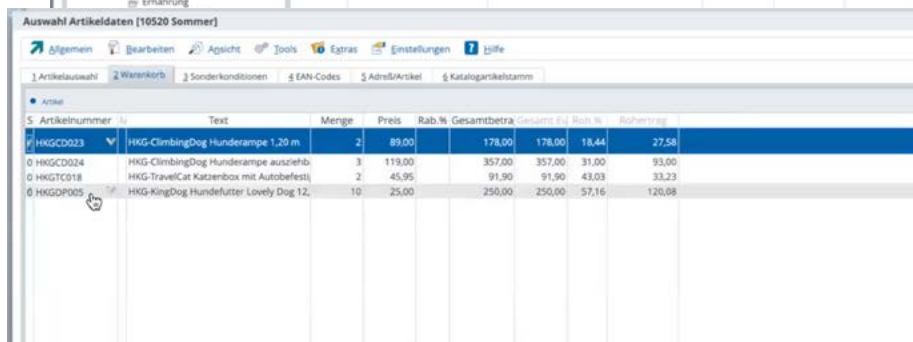 Ernährung
Auswahl Artikeldaten [10520 Sommer]
Allgemein Bearbeiten Ansicht Tools Extras Einstellungen Hilfe
1 Artikelauswahl 2 Warenkorb 3 Sonderkonditionen 4 EAN-Codes 5 Adreß/Artikel 6 Katalogartikelstamm
Artikel
S Artikelnummer Text Menge Preis Rab.% Gesamtbetra Gesamt Eu Roh.% Rohertrag
HKGCD023 HKG-ClimbingDog Hunderampe 1,20 m 2 89,00 178,00 178,00 18,44 27,58
0 HKGCD024 HKG-ClimbingDog Hunderampe ausziehb 3 119,00 357,00 357,00 31,00 93,00
0 HKGTC018 HKG-TravelCat Katzenbox mit Autobefesti 2 45,95 91,90 91,90 43,03 33,23
0 HKGDP005 HKG-KingDog Hundefutter Lovely Dog 12, 10 25,00 250,00 250,00 57,16 120,08